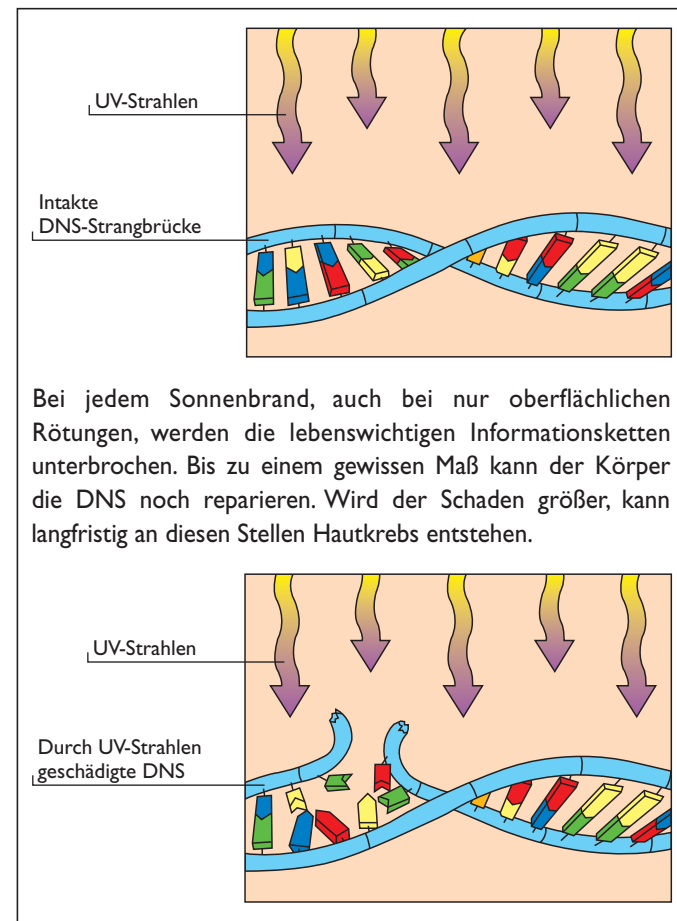 UV-Strahlen
Intakte
DNS-Strangbrücke
Bei jedem Sonnenbrand, auch bei nur oberflächlichen
Rötungen, werden die lebenswichtigen Informationsketten
unterbrochen. Bis zu einem gewissen Maß kann der Körper
die DNS noch reparieren. Wird der Schaden größer, kann
langfristig an diesen Stellen Hautkrebs entstehen.
UV-Strahlen
Durch UV-Strahlen
geschädigte DNS